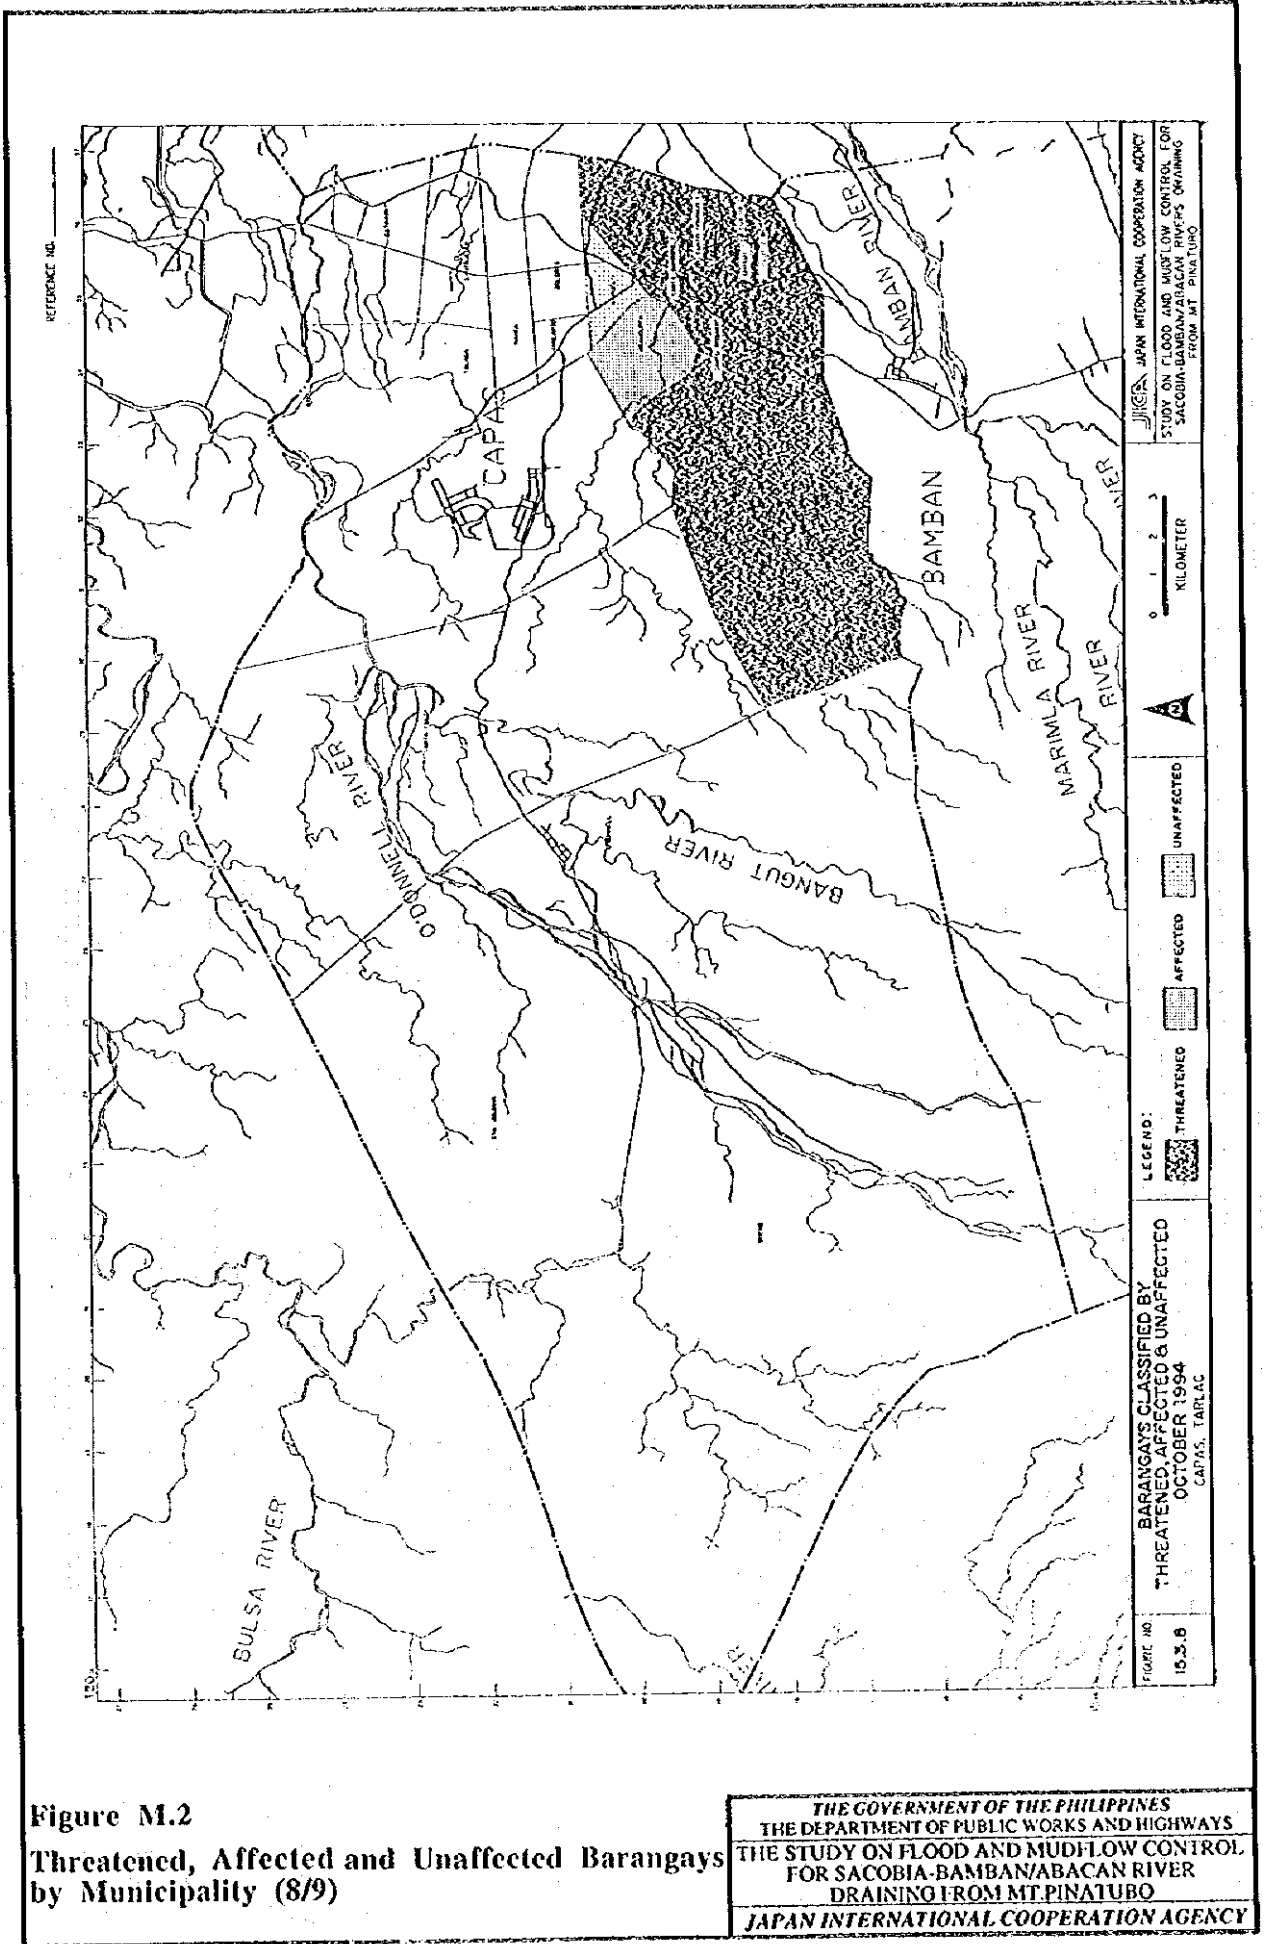 REFERENCE NO.
CAPAS
BAMBAN RIVER
BAMBAN
MARIMLA RIVER
RIVER
RIVER
O'DONNEL RIVER
BANGUT RIVER
BULSA RIVER
120
JICA JAPAN INTERNATIONAL COOPERATION AGENCY
STUDY ON FLOOD AND MUDFLOW CONTROL FOR
SACOBIA-BAMBAN/ABACAN RIVERS DRAINING
FROM MT PINATUBO
0 1 2 3
KILOMETER
N
LEGEND:
THREATENED
AFFECTED
UNAFFECTED
BARANGAYS CLASSIFIED BY
THREATENED, AFFECTED & UNAFFECTED
OCTOBER 1994
CAPAS, TARLAC
FIGURE NO.
15.3.8
Figure M.2
Threatened, Affected and Unaffected Barangays
by Municipality (8/9)
THE GOVERNMENT OF THE PHILIPPINES
THE DEPARTMENT OF PUBLIC WORKS AND HIGHWAYS
THE STUDY ON FLOOD AND MUDFLOW CONTROL
FOR SACOBIA-BAMBAN/ABACAN RIVER
DRAINING FROM MT.PINATUBO
JAPAN INTERNATIONAL COOPERATION AGENCY